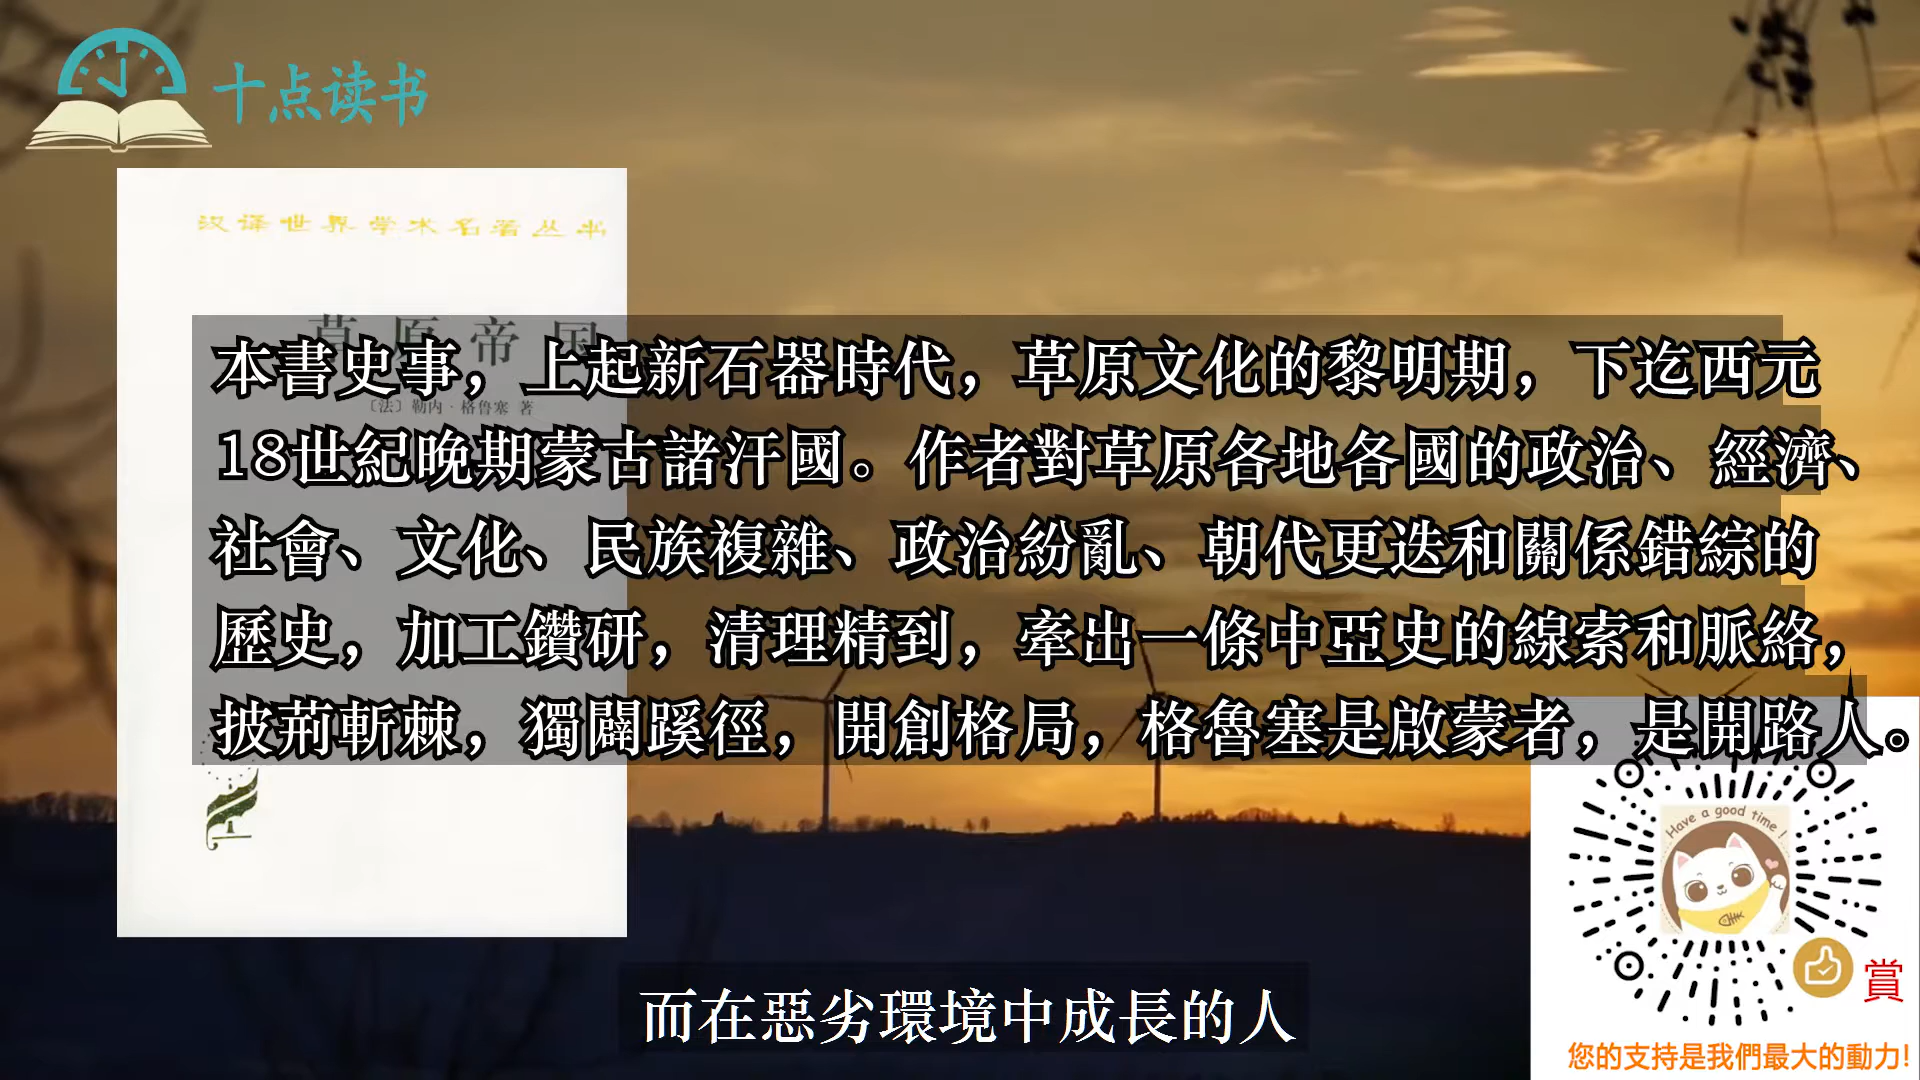 十点读书
汉译世界学术名著丛书
草原帝国
〔法〕勒内·格鲁塞 著
本書史事，上起新石器時代，草原文化的黎明期，下迄西元
18世紀晚期蒙古諸汗國。作者對草原各地各國的政治、經濟、
社會、文化、民族複雜、政治紛亂、朝代更迭和關係錯綜的
歷史，加工鑽研，清理精到，牽出一條中亞史的線索和脈絡，
披荊斬棘，獨闢蹊徑，開創格局，格魯塞是啟蒙者，是開路人。
Have a good time !
賞
而在惡劣環境中成長的人
您的支持是我們最大的動力!